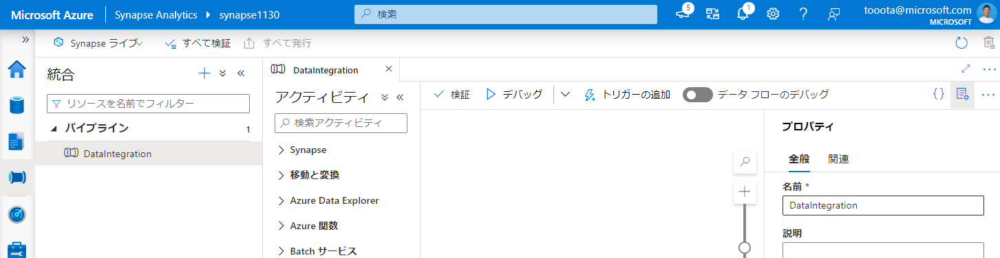 Microsoft Azure
Synapse Analytics
synapse1130
検索
5
1
tooota@microsoft.com
MICROSOFT
Synapse ライブ
すべて検証
すべて発行
統合
リソースを名前でフィルター
パイプライン
1
DataIntegration
DataIntegration
アクティビティ
検索アクティビティ
Synapse
移動と変換
Azure Data Explorer
Azure 関数
Batch サービス
検証
デバッグ
トリガーの追加
データ フローのデバッグ
プロパティ
全般
関連
名前 *
DataIntegration
説明